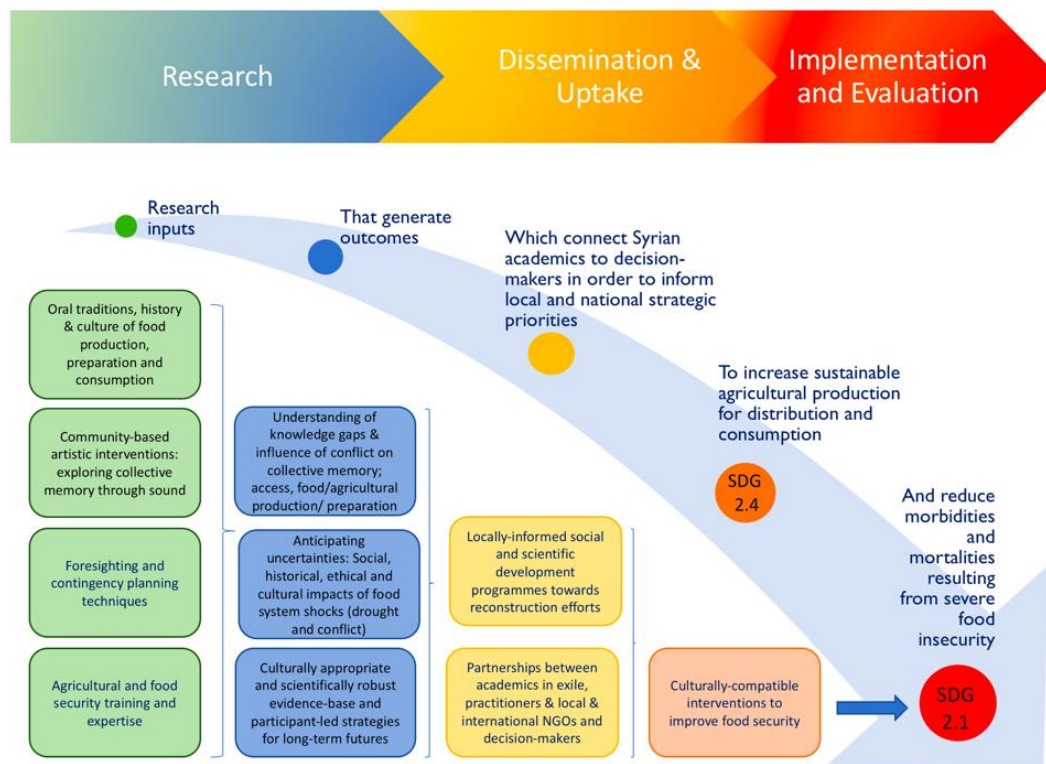 Research
Dissemination &
Uptake
Implementation
and Evaluation
Research
inputs
That generate
outcomes
Which connect Syrian
academics to decision-
makers in order to inform
local and national strategic
priorities
To increase sustainable
agricultural production
for distribution and
consumption
SDG
2.4
And reduce
morbidities
and
mortalities
resulting
from severe
food
insecurity
SDG
2.1
Oral traditions, history
& culture of food
production,
preparation and
consumption
Community-based
artistic interventions:
exploring collective
memory through sound
Foresighting and
contingency planning
techniques
Agricultural and food
security training and
expertise
Understanding of
knowledge gaps &
influence of conflict on
collective memory;
access, food/agricultural
production/ preparation
Anticipating
uncertainties: Social,
historical, ethical and
cultural impacts of food
system shocks (drought
and conflict)
Culturally appropriate
and scientifically robust
evidence-base and
participant-led strategies
for long-term futures
Locally-informed social
and scientific
development
programmes towards
reconstruction efforts
Partnerships between
academics in exile,
practitioners & local &
international NGOs and
decision-makers
Culturally-compatible
interventions to
improve food security